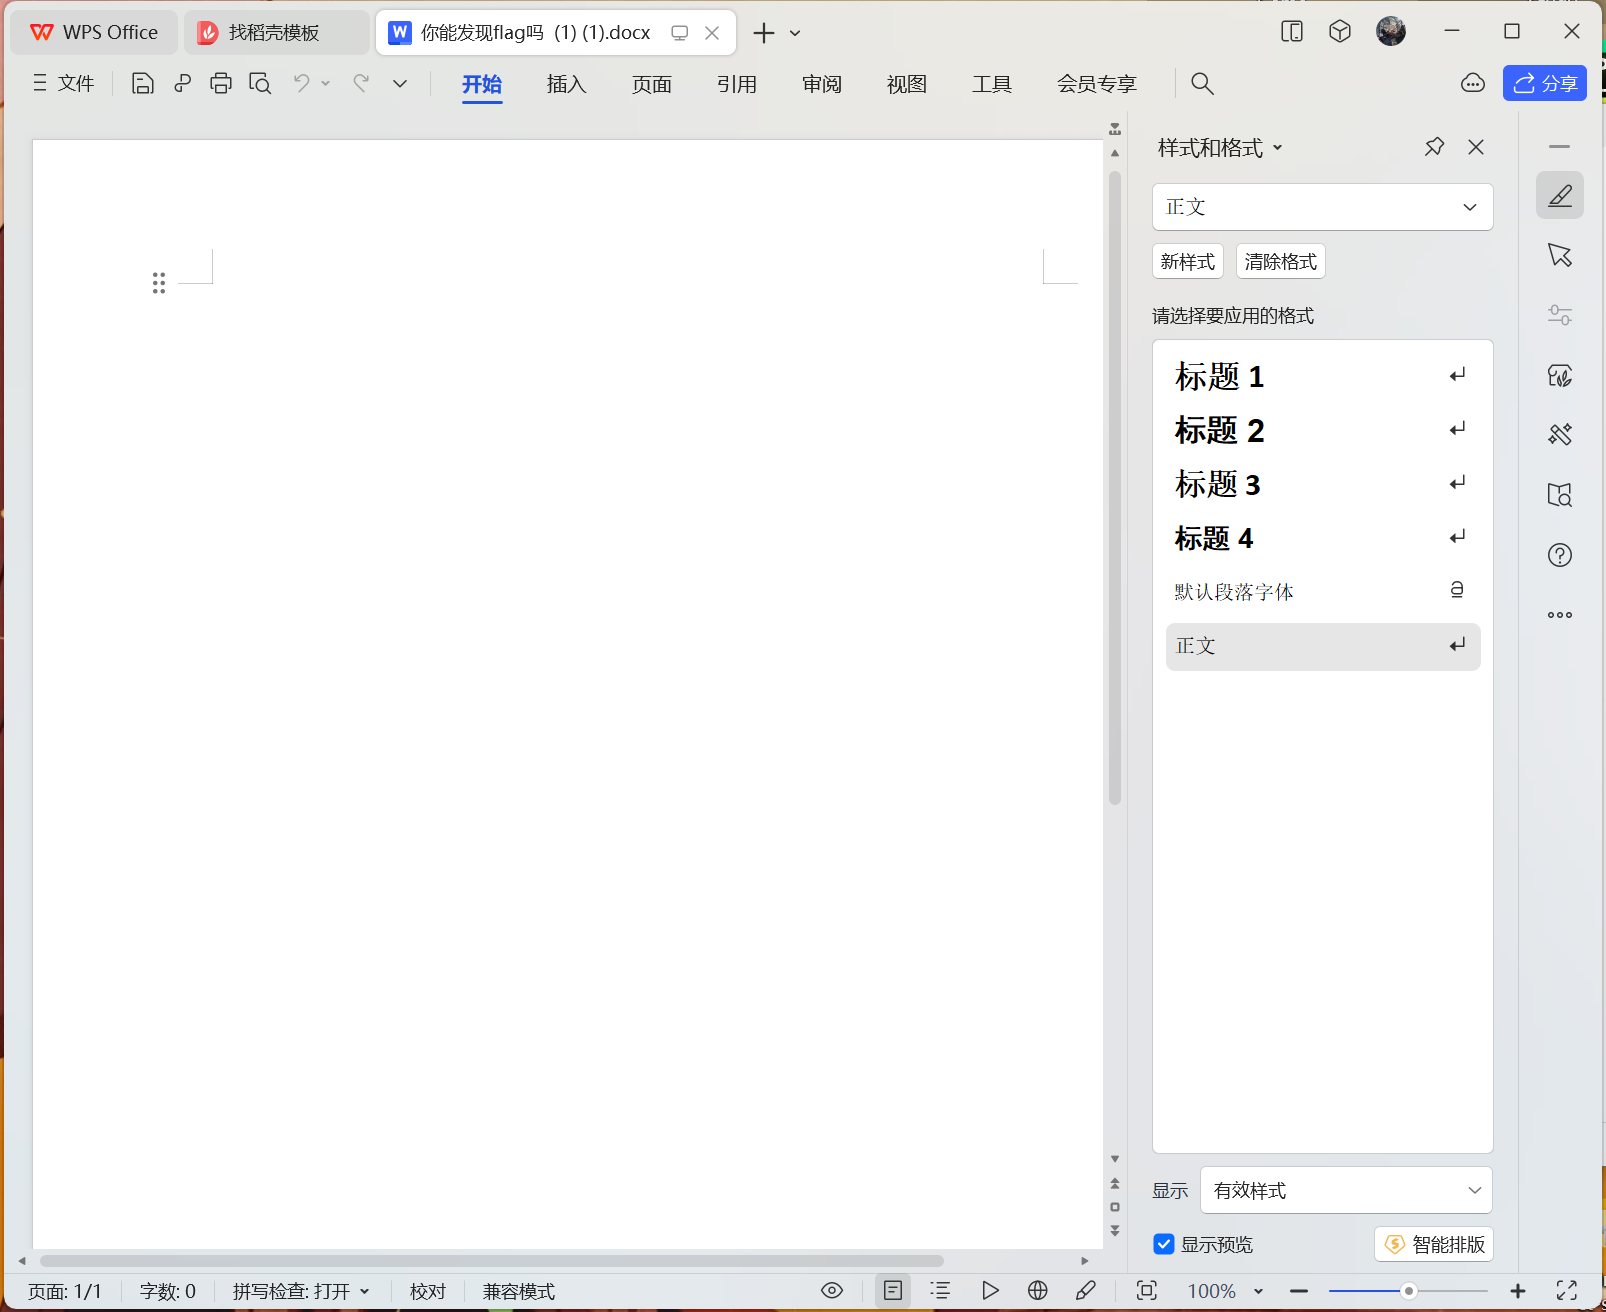 WPS Office
找稻壳模板
你能发现flag吗 (1) (1).docx
文件
开始
插入
页面
引用
审阅
视图
工具
会员专享
分享
样式和格式
正文
新样式
清除格式
请选择要应用的格式
标题 1
标题 2
标题 3
标题 4
默认段落字体
正文
显示
有效样式
显示预览
智能排版
页面: 1/1
字数: 0
拼写检查: 打开
校对
兼容模式
100%